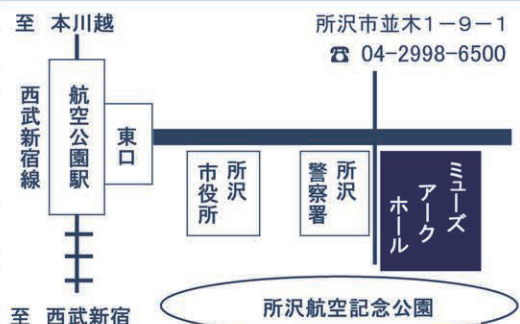 至 本川越
所沢市並木1－9－1
☎ 04-2998-6500
西武新宿線
航空公園駅
東口
所沢
市役所
所沢
警察署
ミューズ
アーク
ホール
所沢航空記念公園
至 西武新宿